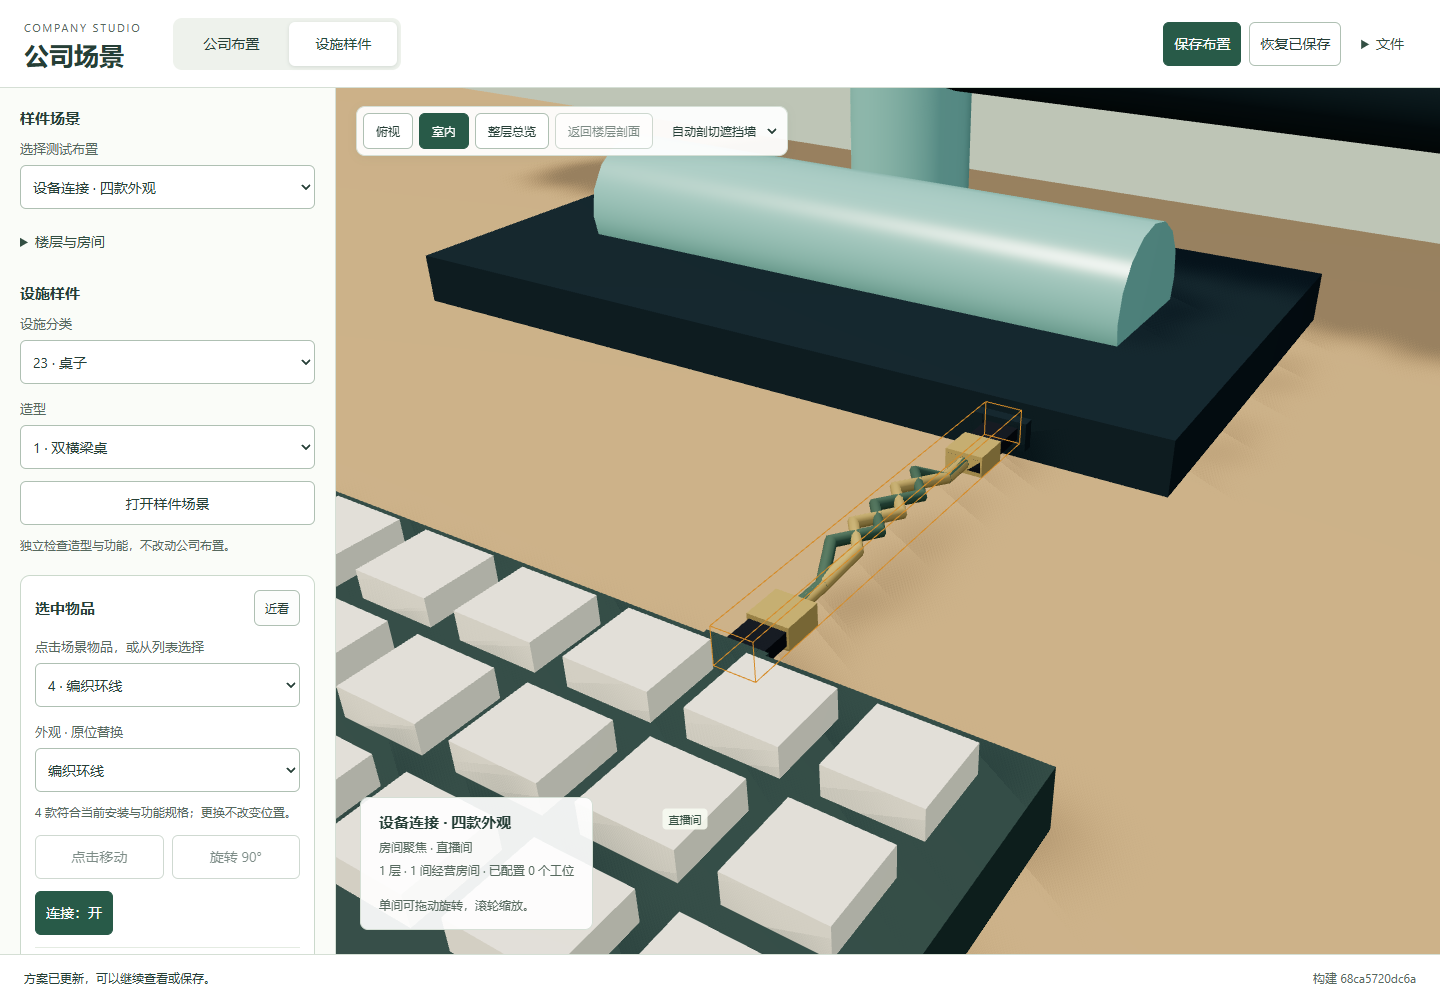 COMPANY STUDIO
公司场景
公司布置
设施样件
保存布置
恢复已保存
▶ 文件
样件场景
选择测试布置
设备连接 · 四款外观
▶ 楼层与房间
设施样件
设施分类
23 · 桌子
造型
1 · 双横梁桌
打开样件场景
独立检查造型与功能，不改动公司布置。
选中物品
近看
点击场景物品，或从列表选择
4 · 编织环线
外观 · 原位替换
编织环线
4 款符合当前安装与功能规格；更换不改变位置。
点击移动
旋转 90°
连接：开
俯视
室内
整层总览
返回楼层剖面
自动剖切遮挡墙
直播间
设备连接 · 四款外观
房间聚焦 · 直播间
1 层 · 1 间经营房间 · 已配置 0 个工位
单间可拖动旋转，滚轮缩放。
方案已更新，可以继续查看或保存。
构建 68ca5720dc6a